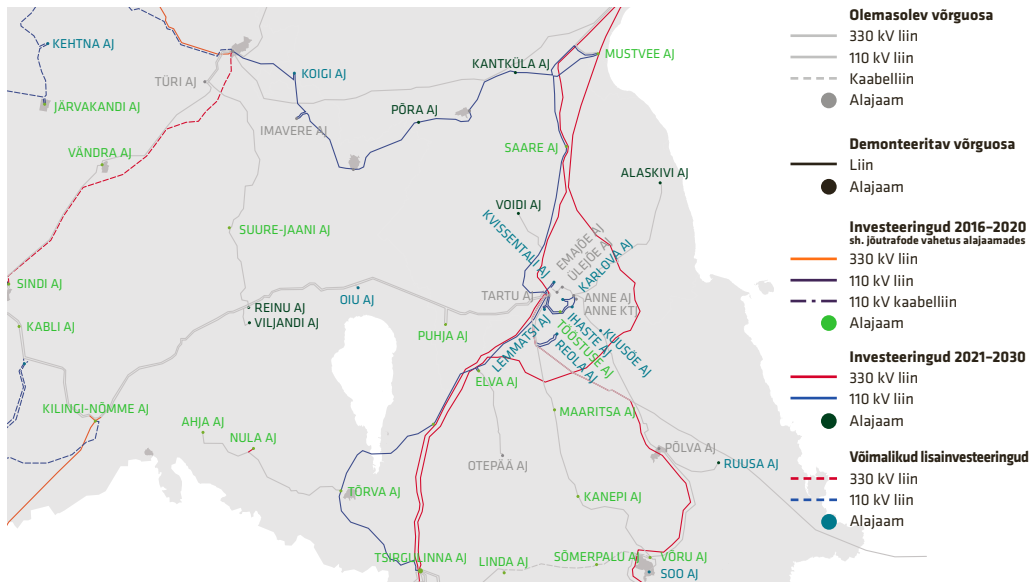 KEHTNA AJ
KOIGI AJ
KANTKÜLA AJ
MUSTVEE AJ
TÜRI AJ
JÄRVAKANDI AJ
PÕRA AJ
IMAVERE AJ
SAARE AJ
VÄNDRA AJ
ALASKIVI AJ
VOIDI AJ
KVISSENTALI AJ
EMAJÕE AJ
ÜLEJÕE AJ
KARLOVA AJ
SUURE-JAANI AJ
SINDI AJ
OIU AJ
TARTU AJ
ANNE AJ
ANNE KTJ
REINU AJ
VILJANDI AJ
KABLI AJ
PUHJA AJ
LEMMATSI AJ
IHASTE AJ
TÖÖSTUSE AJ
KUUSÕE AJ
REOLA AJ
ELVA AJ
KILINGI-NÕMME AJ
AHJA AJ
NULA AJ
MAARITSA AJ
OTEPÄÄ AJ
PÕLVA AJ
RUUSA AJ
TÕRVA AJ
KANEPI AJ
TSIRGULINNA AJ
LINDA AJ
SÕMERPALU AJ
VÕRU AJ
SOO AJ
Olemasolev võrguosa
330 kV liin
110 kV liin
Kaabelliin
Alajaam
Demonteeritav võrguosa
Liin
Alajaam
Investeeringud 2016–2020
sh. jõutrafode vahetus alajaamades
330 kV liin
110 kV liin
110 kV kaabelliin
Alajaam
Investeeringud 2021–2030
330 kV liin
110 kV liin
Alajaam
Võimalikud lisainvesteeringud
330 kV liin
110 kV liin
Alajaam